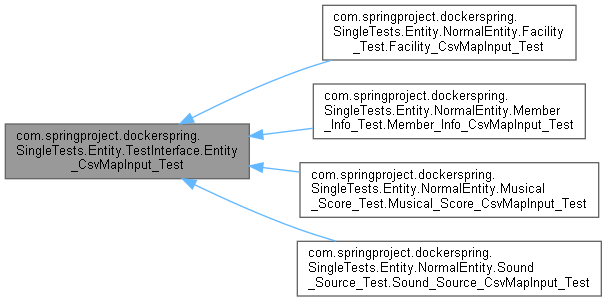 com.springproject.dockerspring.
SingleTests.Entity.NormalEntity.Facility
_Test.Facility_CsvMapInput_Test
com.springproject.dockerspring.
SingleTests.Entity.NormalEntity.Member
_Info_Test.Member_Info_CsvMapInput_Test
com.springproject.dockerspring.
SingleTests.Entity.TestInterface.Entity
_CsvMapInput_Test
com.springproject.dockerspring.
SingleTests.Entity.NormalEntity.Musical
_Score_Test.Musical_Score_CsvMapInput_Test
com.springproject.dockerspring.
SingleTests.Entity.NormalEntity.Sound
_Source_Test.Sound_Source_CsvMapInput_Test